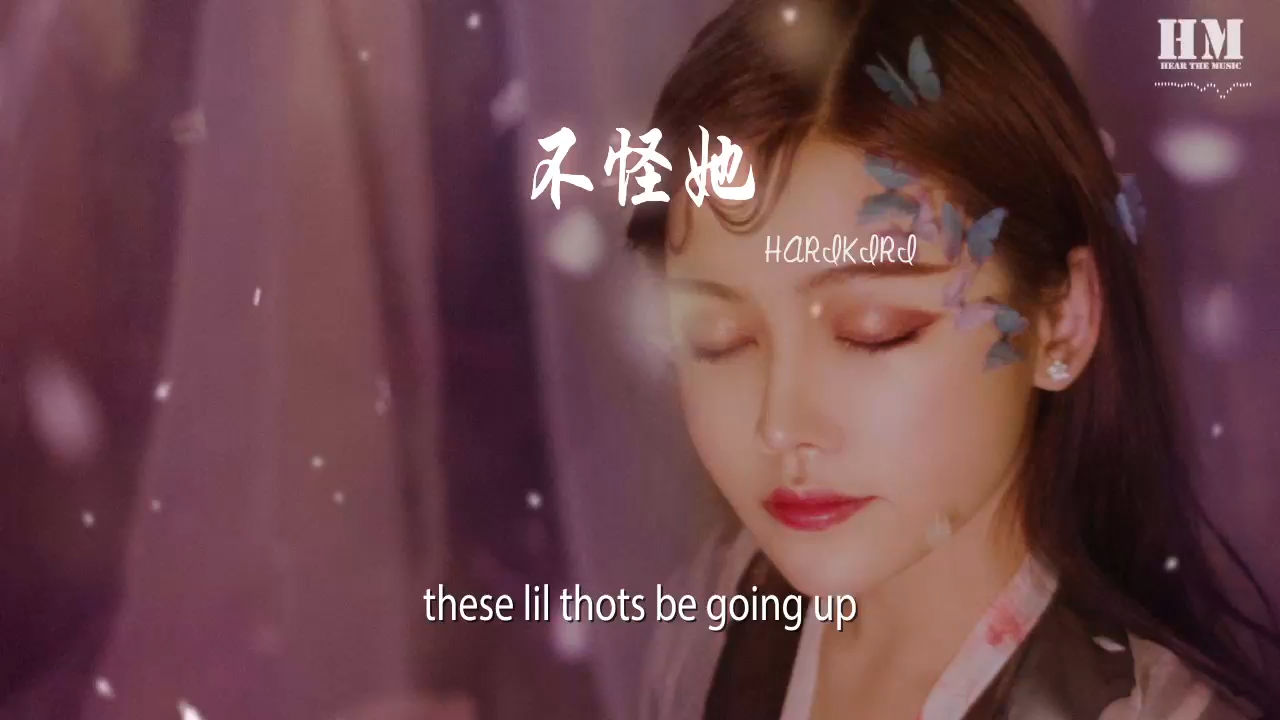 HM
HEAR THE MUSIC
不怪她
HARIKIRI
these lil thots be going up